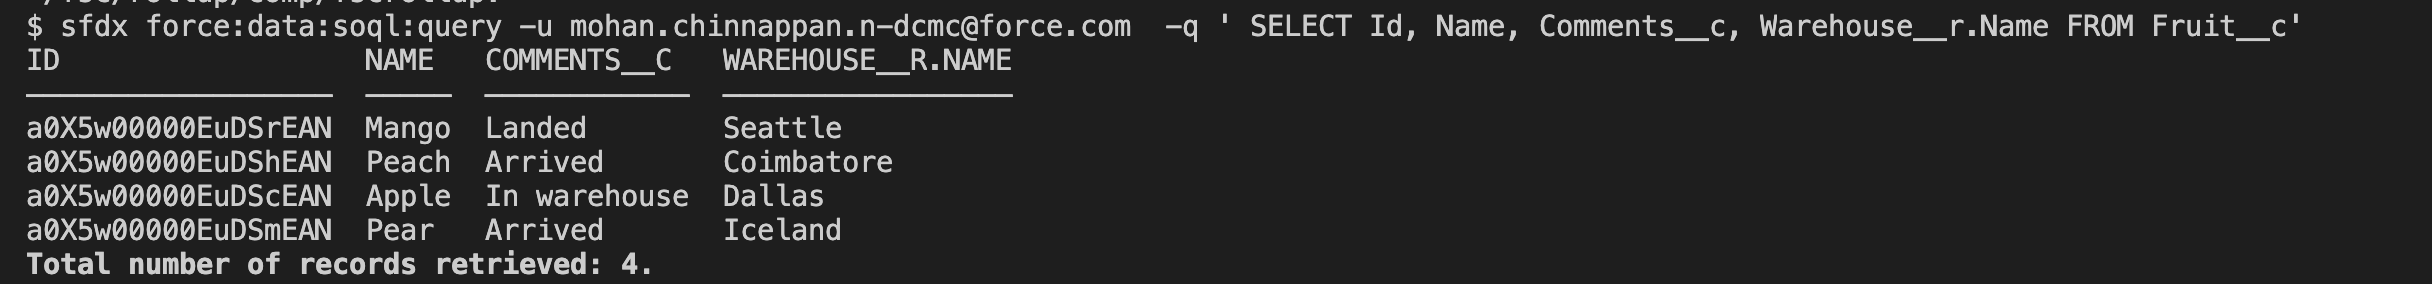 $ sfdx force:data:soql:query -u mohan.chinnappan.n-dcmc@force.com  -q ' SELECT Id, Name, Comments__c, Warehouse__r.Name FROM Fruit__c'
ID                  NAME   COMMENTS__C   WAREHOUSE__R.NAME
a0X5w00000EuDSrEAN  Mango  Landed        Seattle
a0X5w00000EuDShEAN  Peach  Arrived       Coimbatore
a0X5w00000EuDScEAN  Apple  In warehouse  Dallas
a0X5w00000EuDSmEAN  Pear   Arrived       Iceland
Total number of records retrieved: 4.